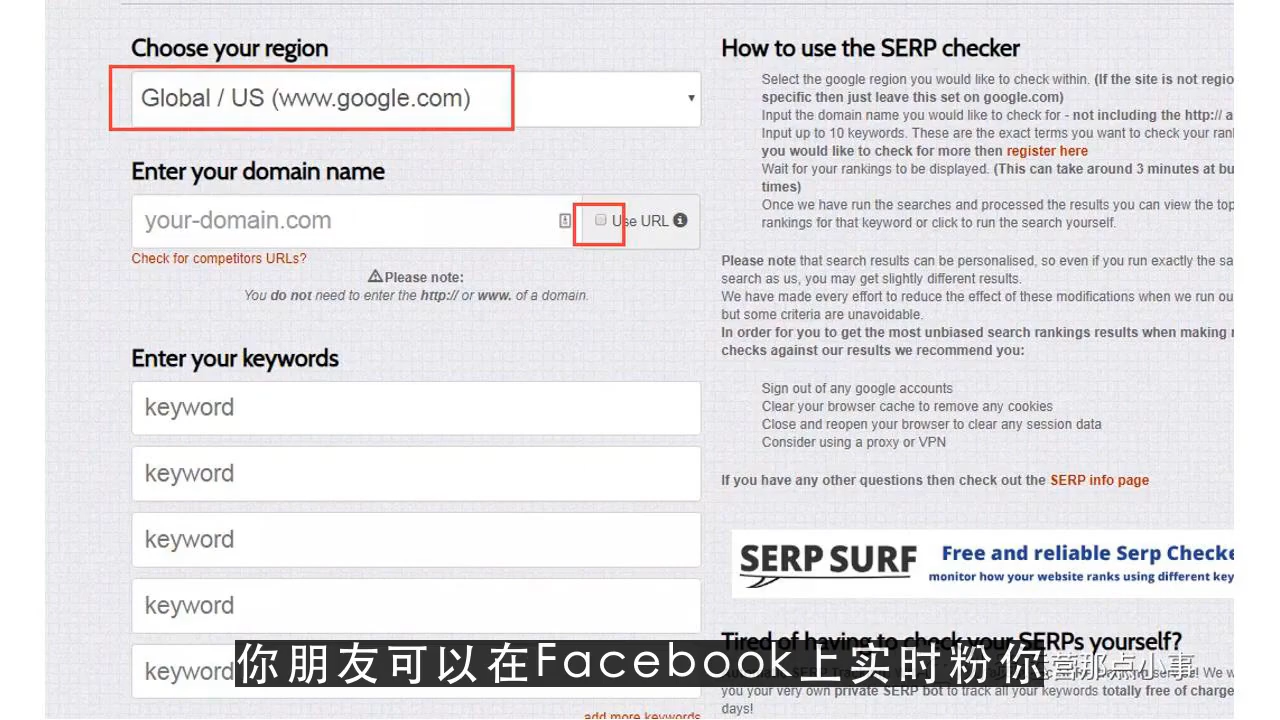 Choose your region
Global / US (www.google.com)
Enter your domain name
your-domain.com
Use URL
Check for competitors URLs?
Please note:
You do not need to enter the http:// or www. of a domain.
Enter your keywords
keyword
keyword
keyword
keyword
keyword
add more keywords
How to use the SERP checker
Select the google region you would like to check within. (If the site is not regio
specific then just leave this set on google.com)
Input the domain name you would like to check for - not including the http:// a
Input up to 10 keywords. These are the exact terms you want to check your ran
you would like to check for more then register here
Wait for your rankings to be displayed. (This can take around 3 minutes at bu
times)
Once we have run the searches and processed the results you can view the top
rankings for that keyword or click to run the search yourself.
Please note that search results can be personalised, so even if you run exactly the sa
search as us, you may get slightly different results.
We have made every effort to reduce the effect of these modifications when we run ou
but some criteria are unavoidable.
In order for you to get the most unbiased search rankings results when making
checks against our results we recommend you:
Sign out of any google accounts
Clear your browser cache to remove any cookies
Close and reopen your browser to clear any session data
Consider using a proxy or VPN
If you have any other questions then check out the SERP info page
SERP SURF
Free and reliable Serp Checke
monitor how your website ranks using different key
Tired of having to check your SERPs yourself?
We w
you your very own private SERP bot to track all your keywords totally free of charge
days!
你朋友可以在Facebook上实时粉你
营那点小事